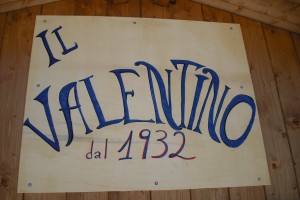 IL
VALENTINO
dal 1932